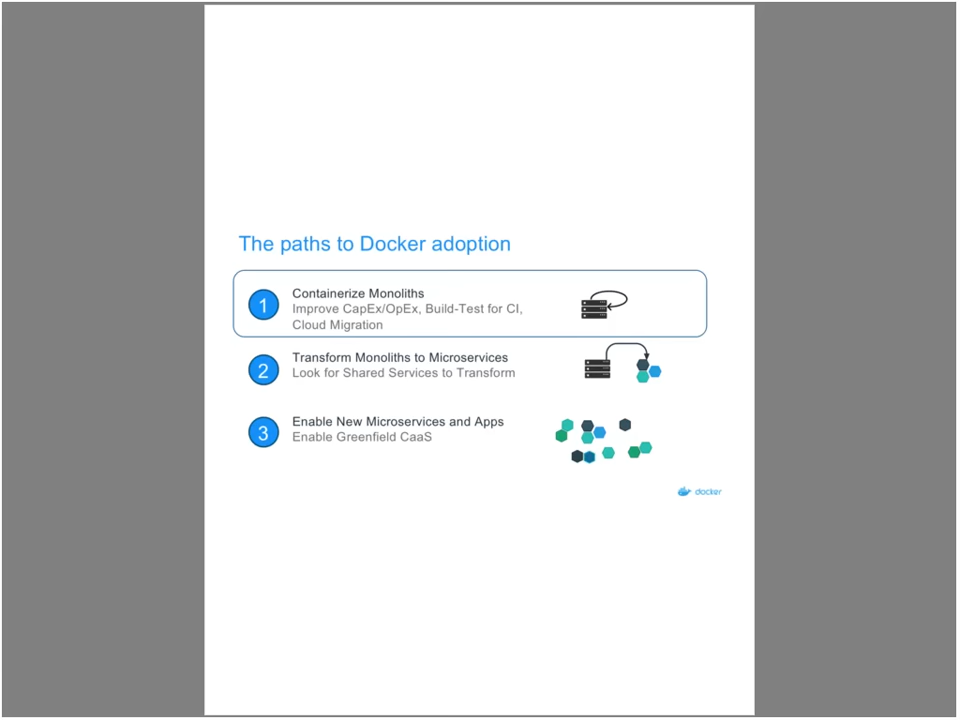 The paths to Docker adoption
1
Containerize Monoliths
Improve CapEx/OpEx, Build-Test for CI,
Cloud Migration
2
Transform Monoliths to Microservices
Look for Shared Services to Transform
3
Enable New Microservices and Apps
Enable Greenfield CaaS
docker